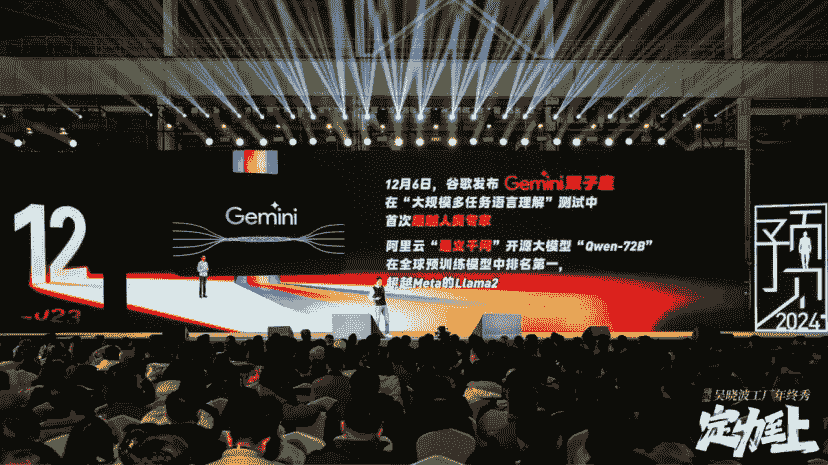 12
Gemini
12月6日，谷歌发布 Gemini双子座
在“大规模多任务语言理解”测试中
首次超越人类专家
阿里云“通义千问”开源大模型“Qwen-72B”
在全球预训练模型中排名第一，
超越Meta的Llama2
预
2024
吴晓波工厂年终秀
定力至上